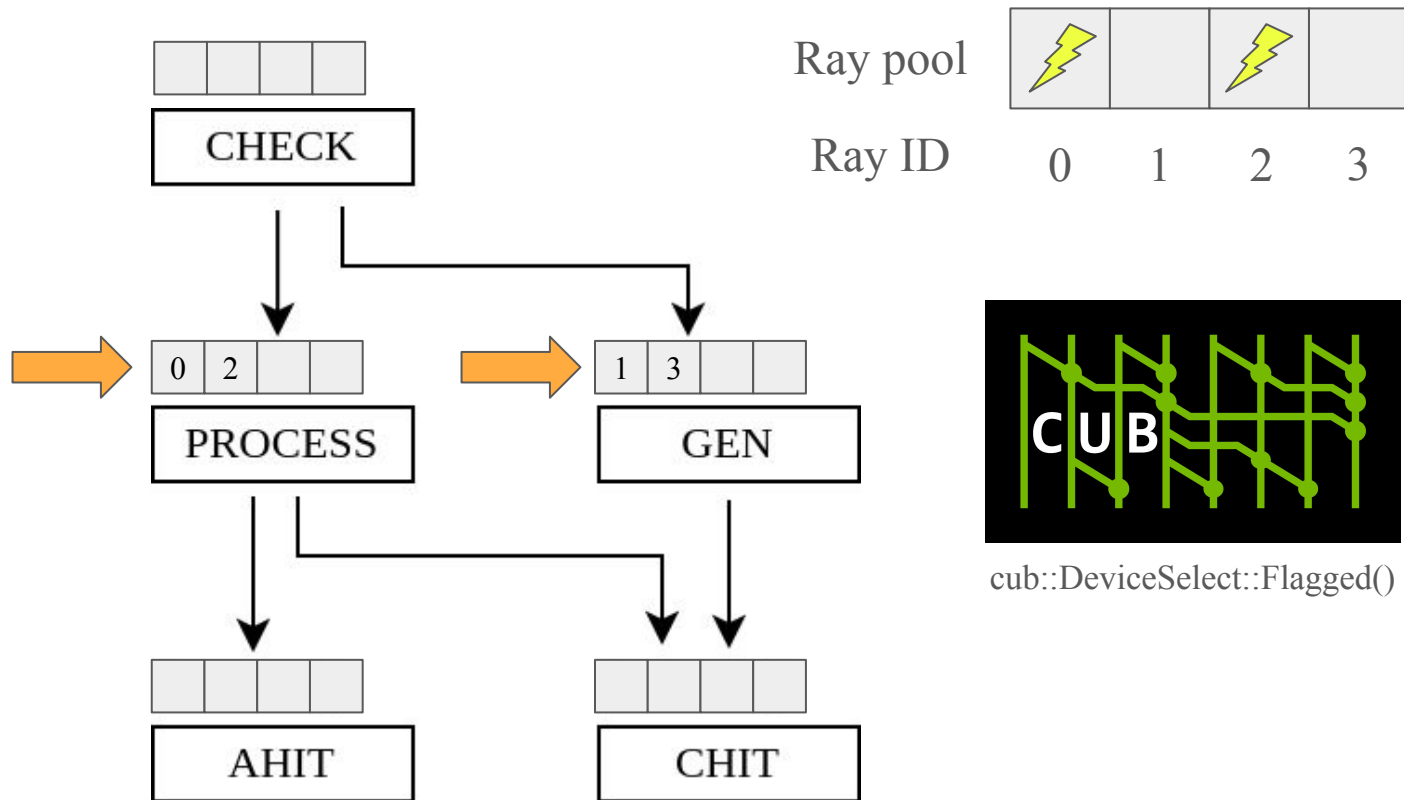 Ray pool
CHECK
Ray ID 0 1 2 3
0 2
1 3
PROCESS
GEN
CUB
cub::DeviceSelect::Flagged()
AHIT
CHIT